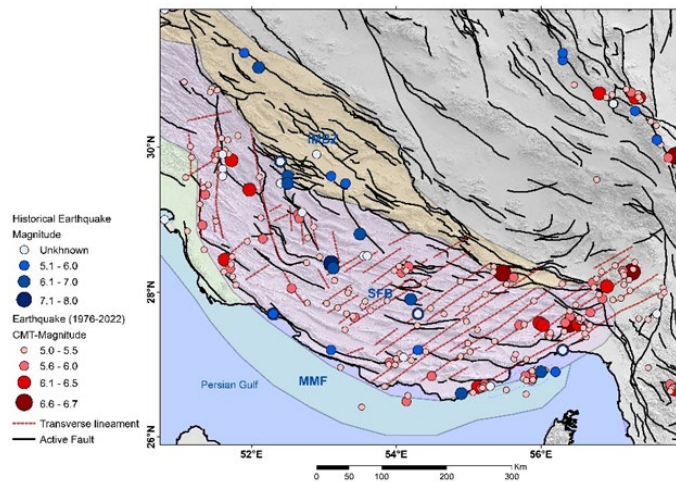 30°N
28°N
26°N
52°E
54°E
56°E
SFB
MMF
Persian Gulf
Historical Earthquake
Magnitude
Unkhnown
5.1 - 6.0
6.1 - 7.0
7.1 - 8.0
Earthquake (1976-2022)
CMT-Magnitude
5.0 - 5.5
5.6 - 6.0
6.1 - 6.5
6.6 - 6.7
Transverse lineament
Active Fault
0 50 100 200 300 Km